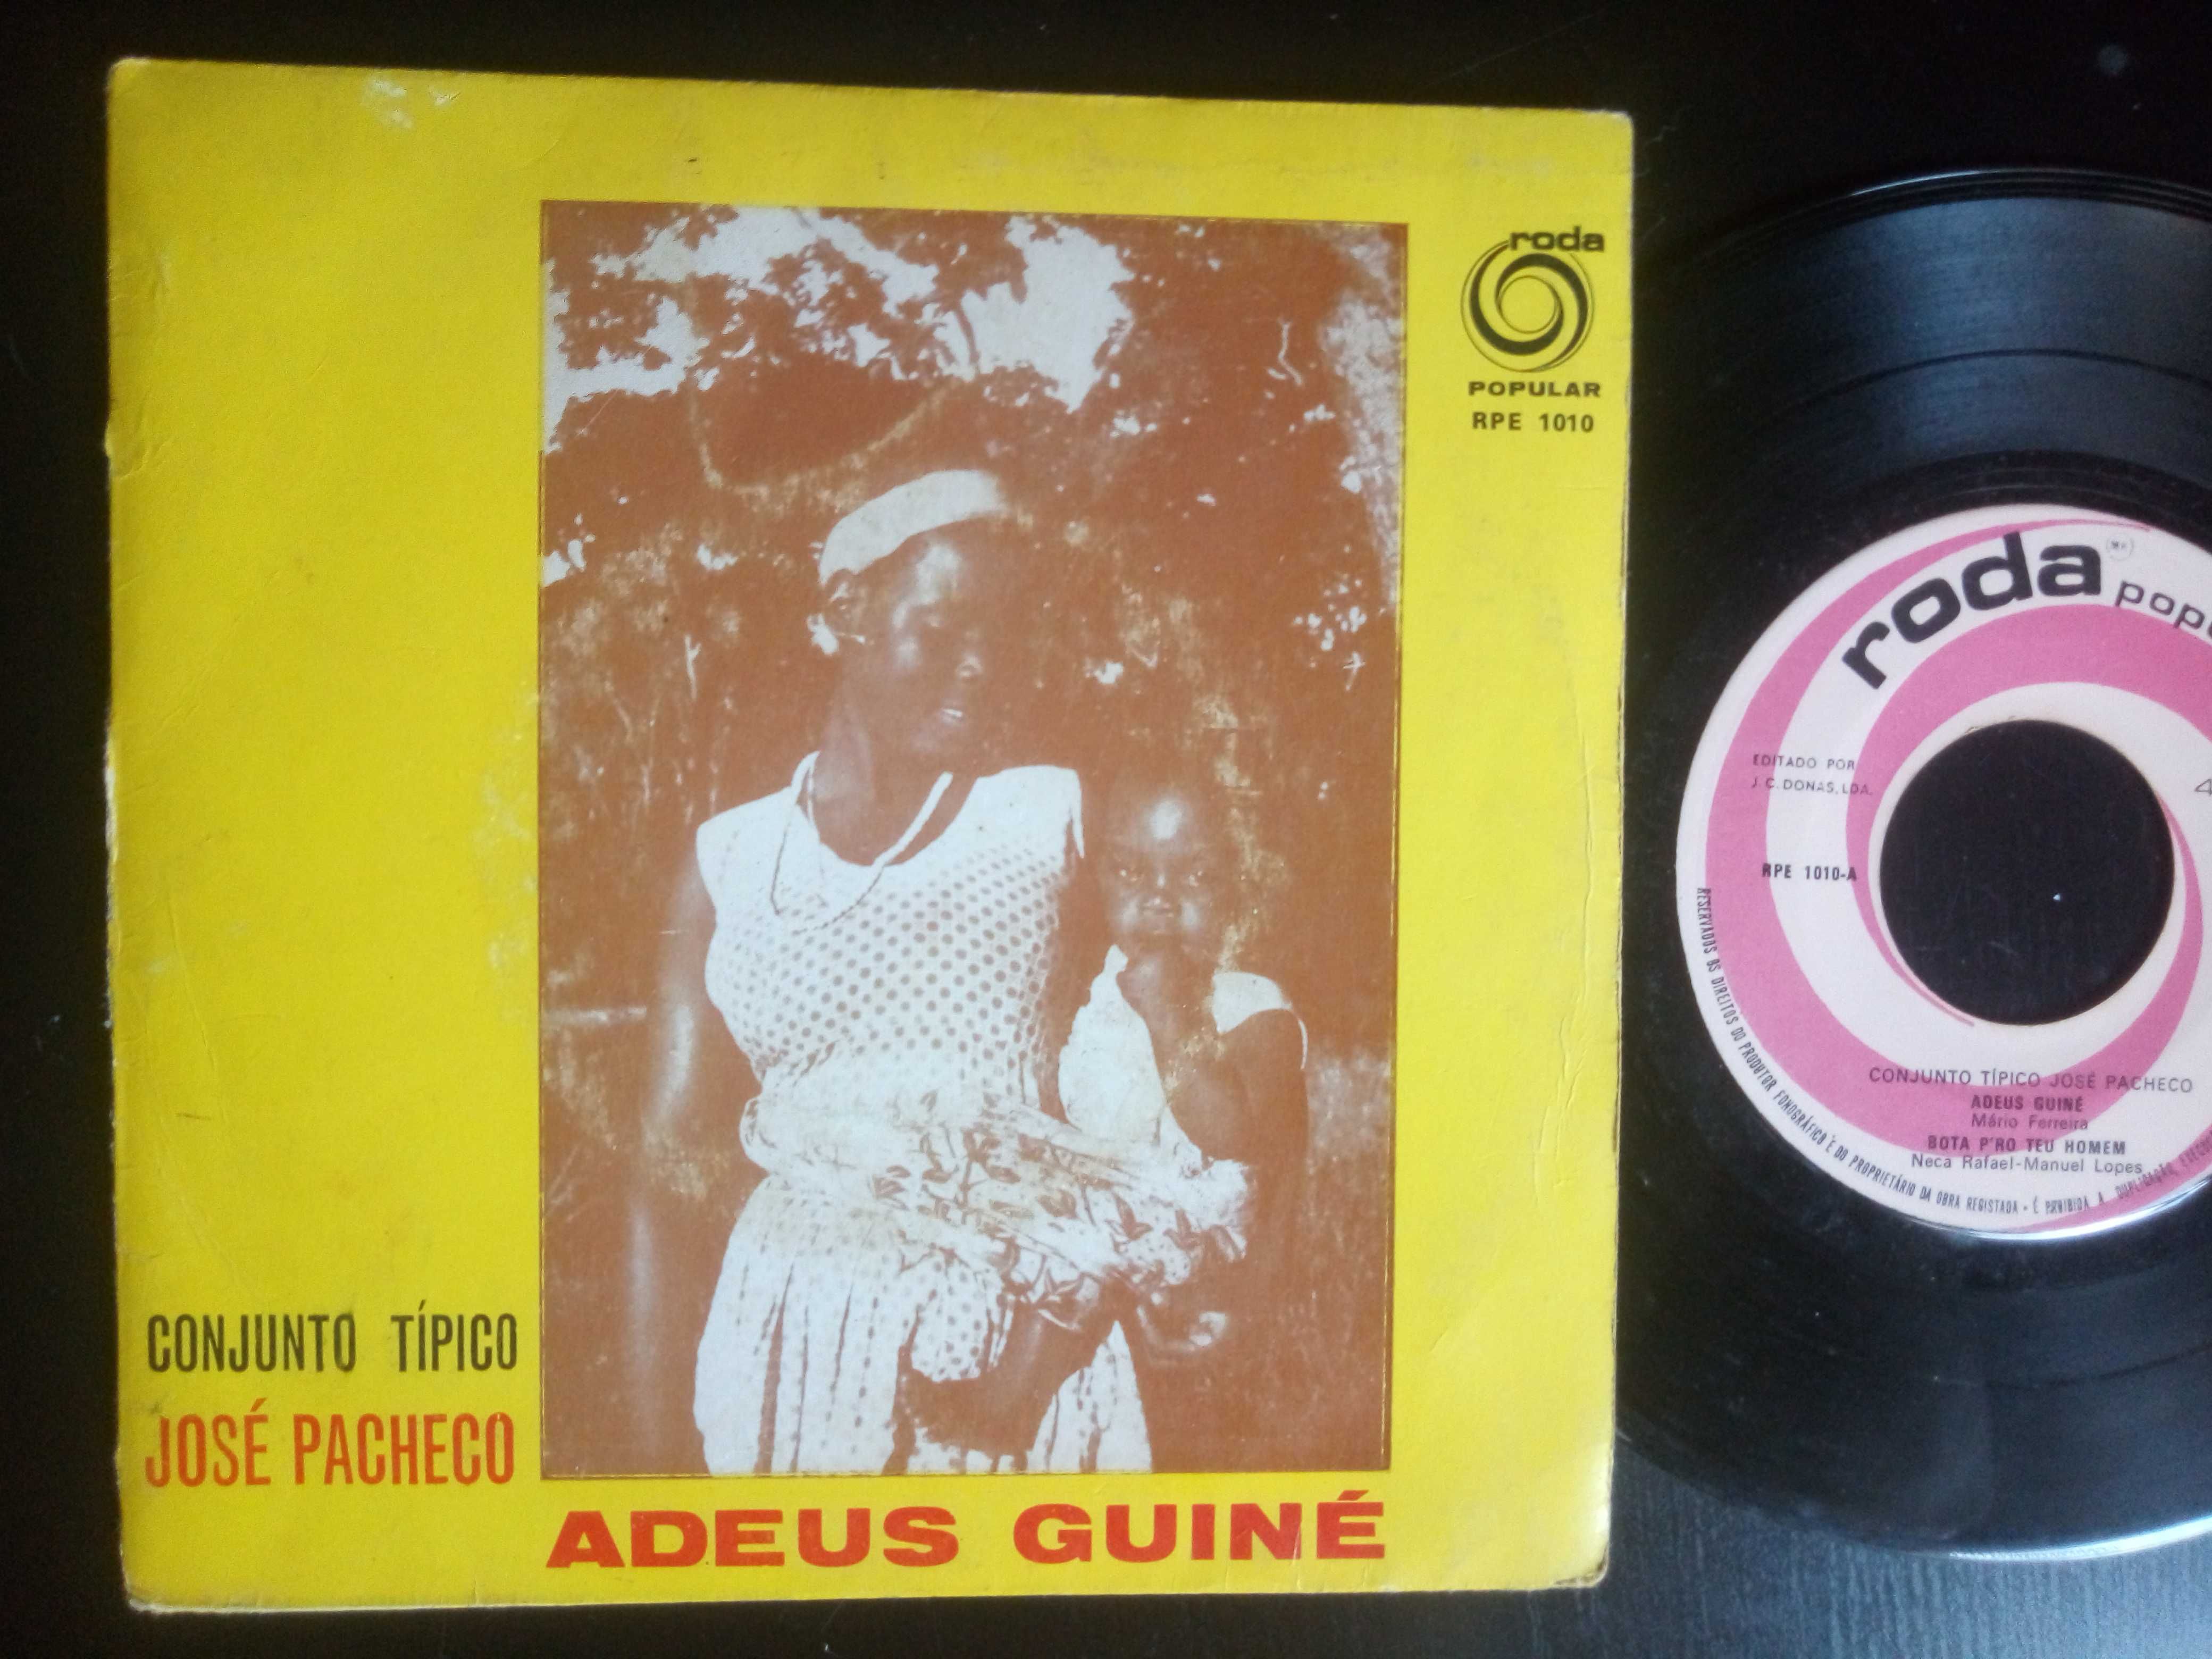 roda
POPULAR
RPE 1010
CONJUNTO TÍPICO
JOSÉ PACHECO
ADEUS GUINÉ
roda
EDITADO POR
J. C. DONAS, LDA.
4
RPE 1010-A
CONJUNTO TÍPICO JOSÉ PACHECO
ADEUS GUINÉ
Mário Ferreira
BOTA P'RO TEU HOMEM
Neca Rafael-Manuel Lopes
RESERVADOS OS DIREITOS DO PRODUTOR FONOGRÁFICO E DO PROPRIETÁRIO DA OBRA REGISTADA • É PROIBIDA A DUPLICAÇÃO,